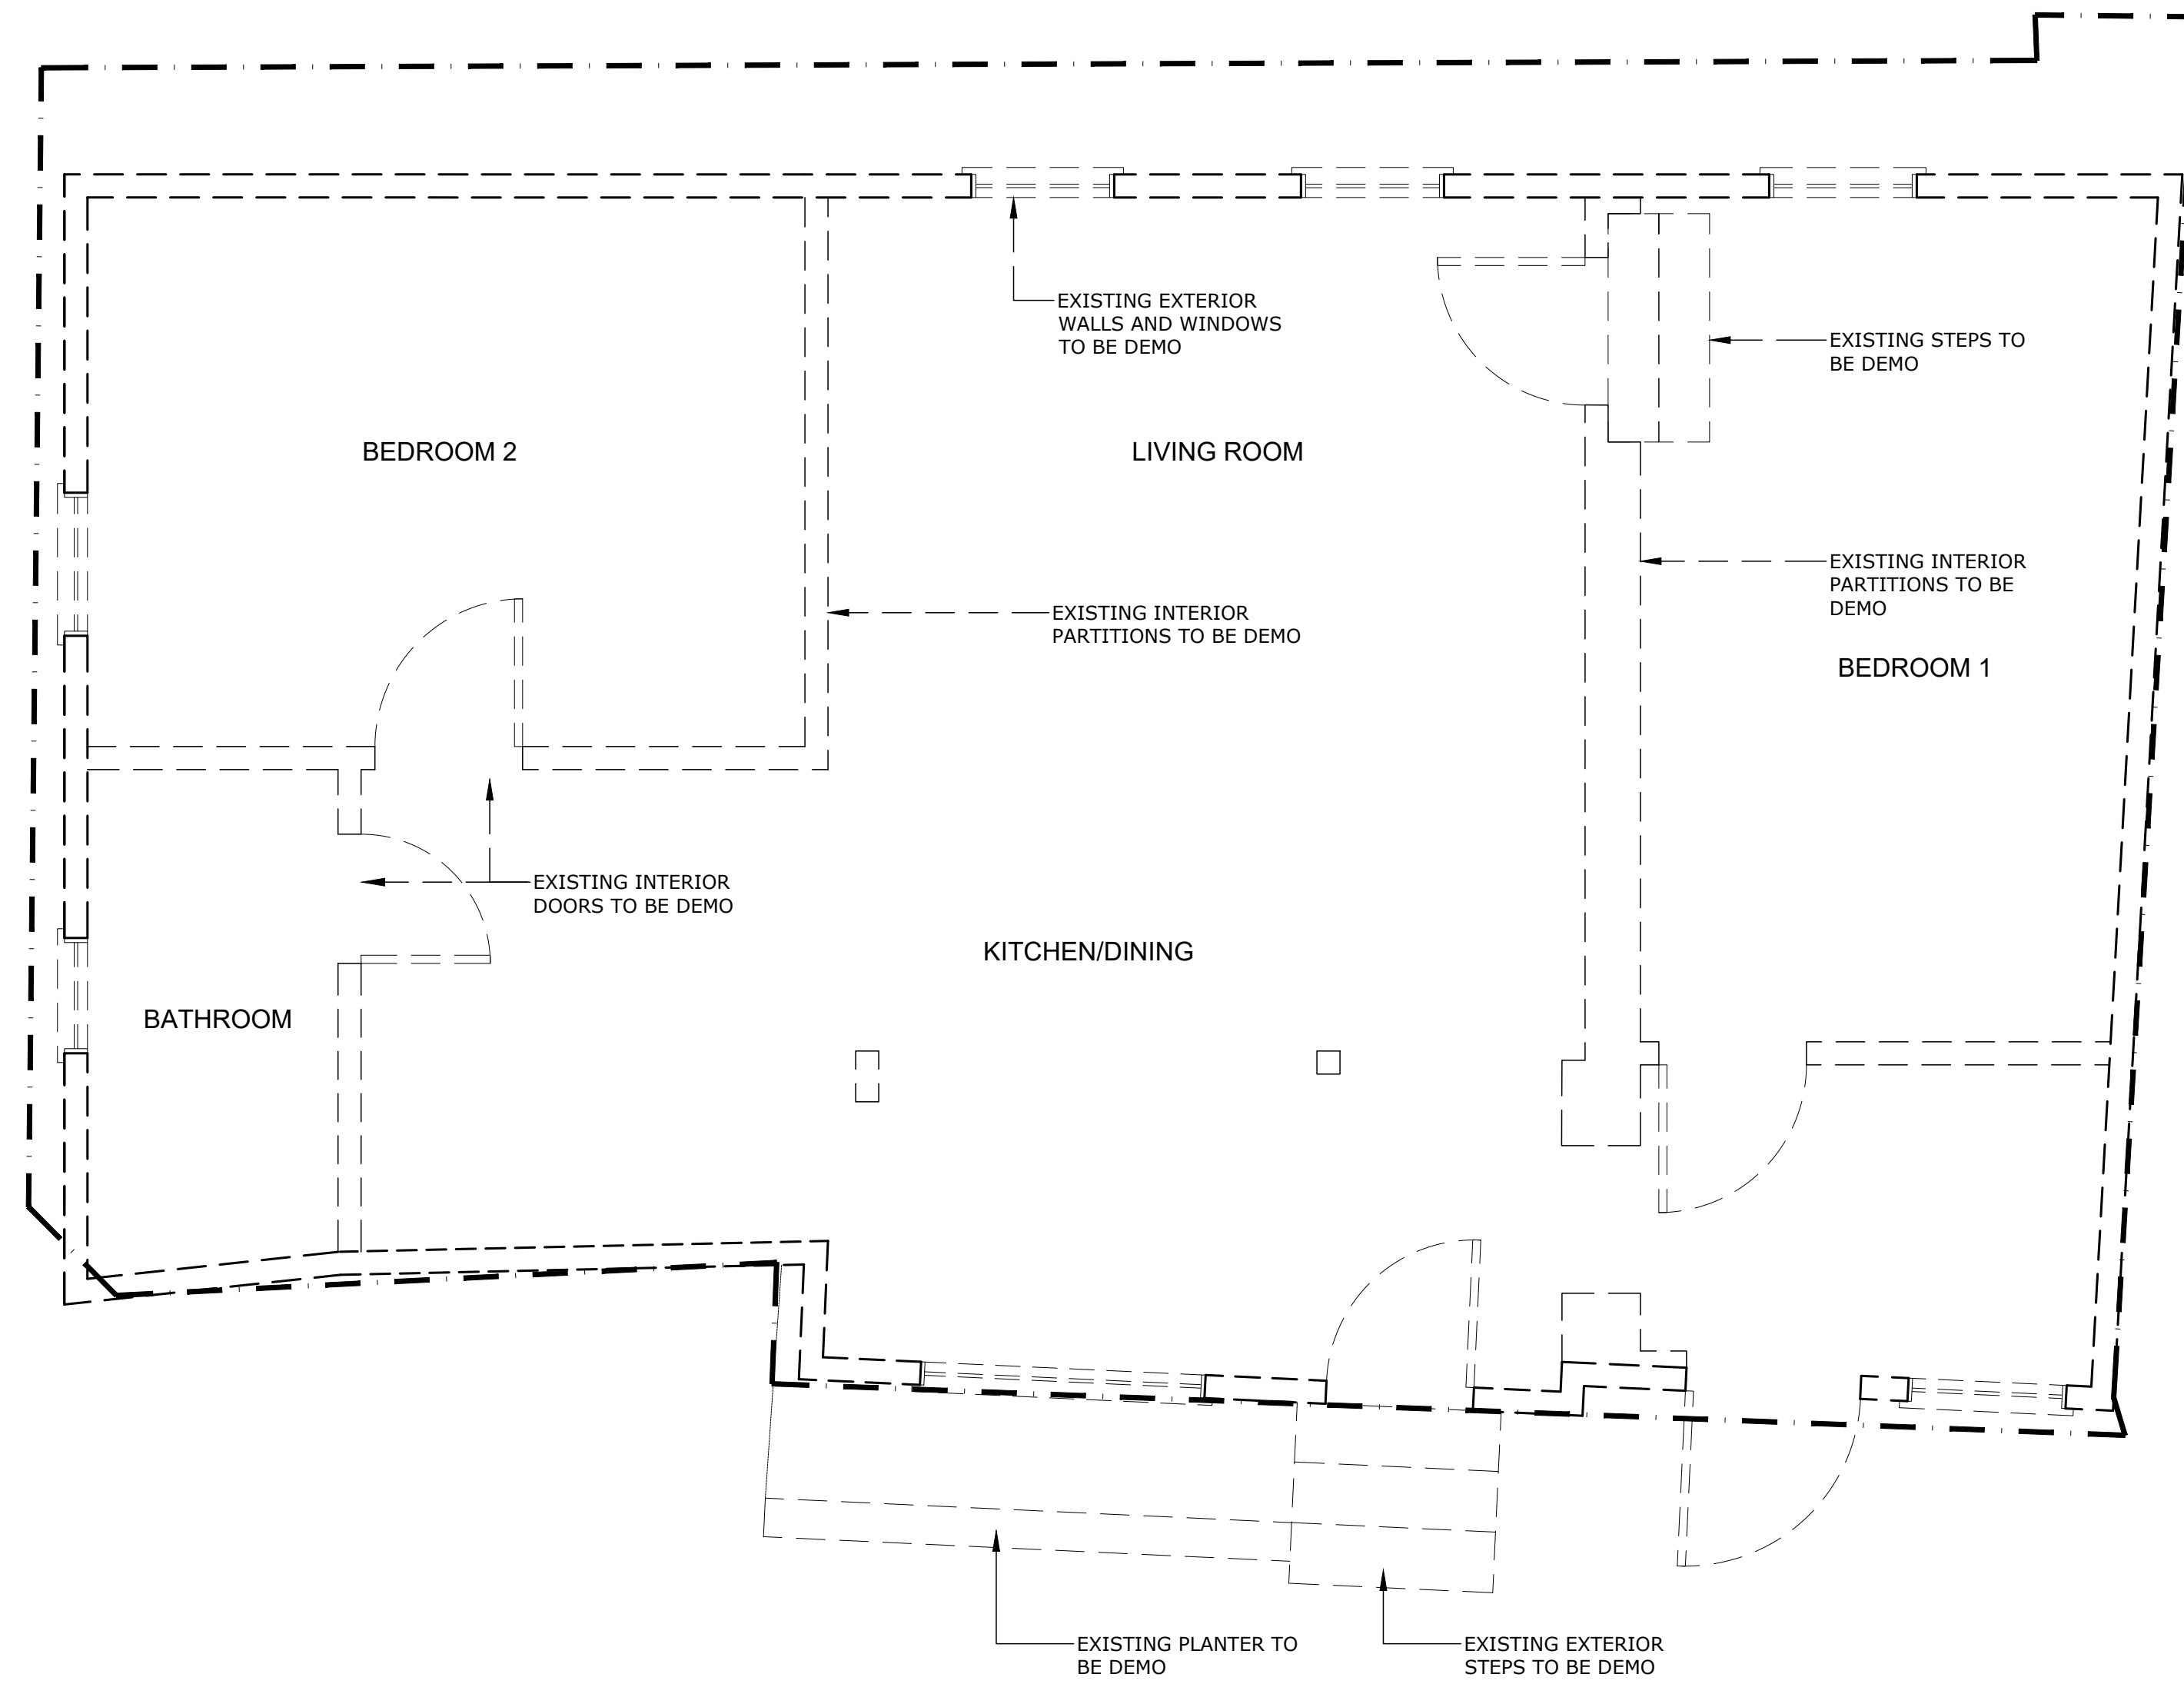 EXISTING EXTERIOR
WALLS AND WINDOWS
TO BE DEMO
EXISTING STEPS TO
BE DEMO
BEDROOM 2
LIVING ROOM
EXISTING INTERIOR
PARTITIONS TO BE
DEMO
EXISTING INTERIOR
PARTITIONS TO BE DEMO
BEDROOM 1
EXISTING INTERIOR
DOORS TO BE DEMO
KITCHEN/DINING
BATHROOM
EXISTING PLANTER TO
BE DEMO
EXISTING EXTERIOR
STEPS TO BE DEMO